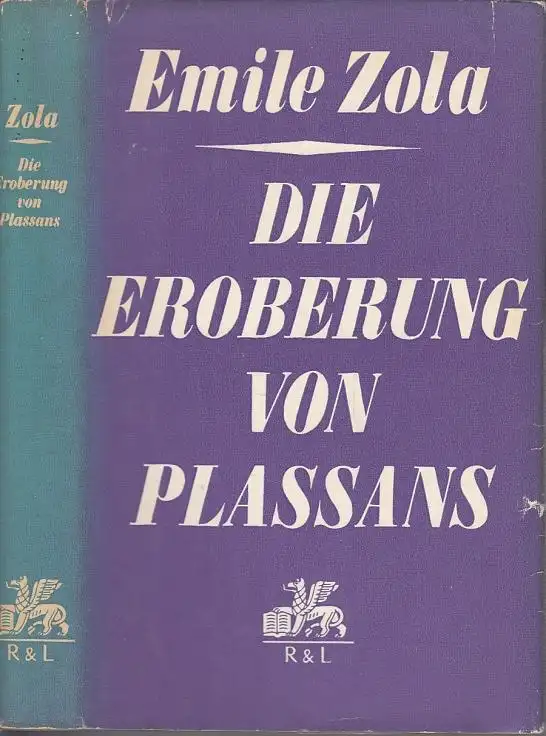 Zola
Die
Eroberung
von
Plassans
R & L
Emile Zola
DIE
EROBERUNG
VON
PLASSANS
R & L